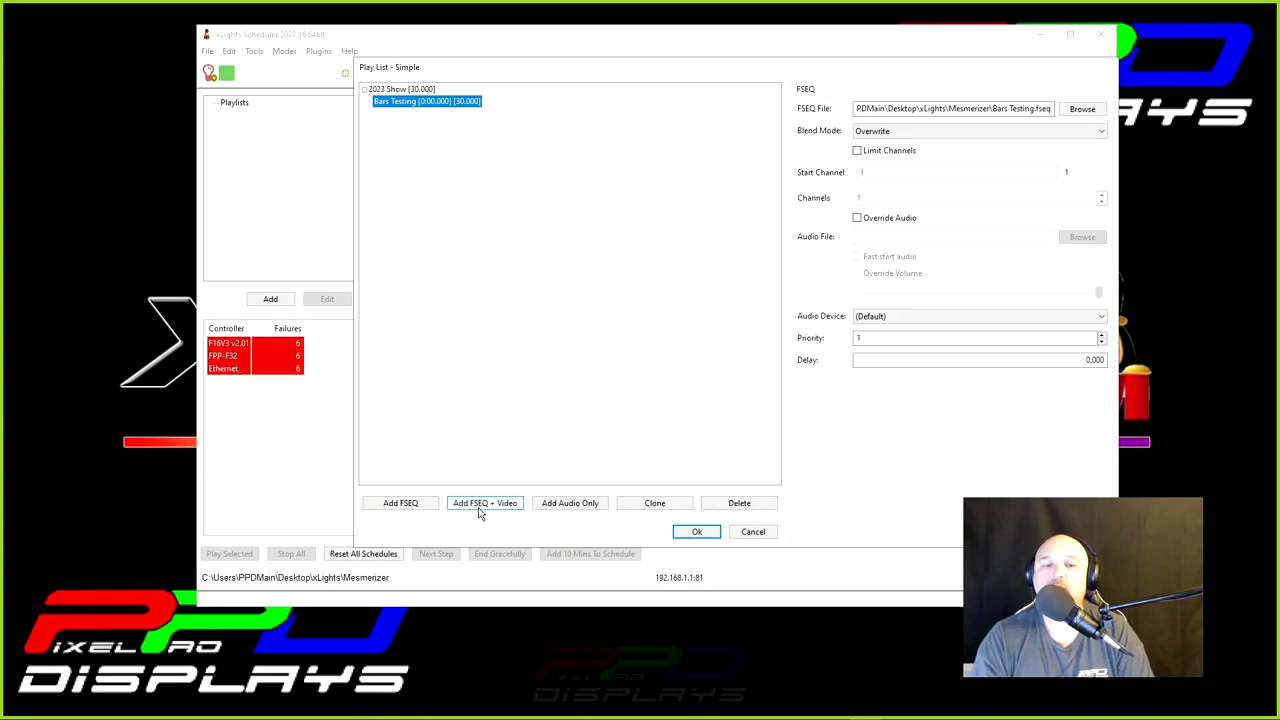 xLights Scheduler 2023.16 64bit
File Edit Tools Modes Plugins Help
Play List - Simple
Playlists
2023 Show [30.000]
Bars Testing {0:00.000} [30.000]
FSEQ
FSEQ File: PDMain\Desktop\xLights\Mesmerizer\Bars Testing.fseq Browse
Blend Mode: Overwrite
Limit Channels
Start Channel 1 1
Channels 1
Override Audio
Audio File: Browse
Fast start audio
Override Volume
Audio Device: (Default)
Priority: 1
Delay: 0.000
Add Edit
Controller Failures
F16V3 v2.01 6
FPP-F32 6
Ethernet_ 6
Add FSEQ Add FSEQ + Video Add Audio Only Clone Delete
Ok Cancel
Play Selected Stop All Reset All Schedules Next Step End Gracefully Add 10 Mins To Schedule
C:\Users\PPDMain\Desktop\xLights\Mesmerizer 192.168.1.1:81
PIXEL PRO
DISPLAYS
PPD
DISPLAYS